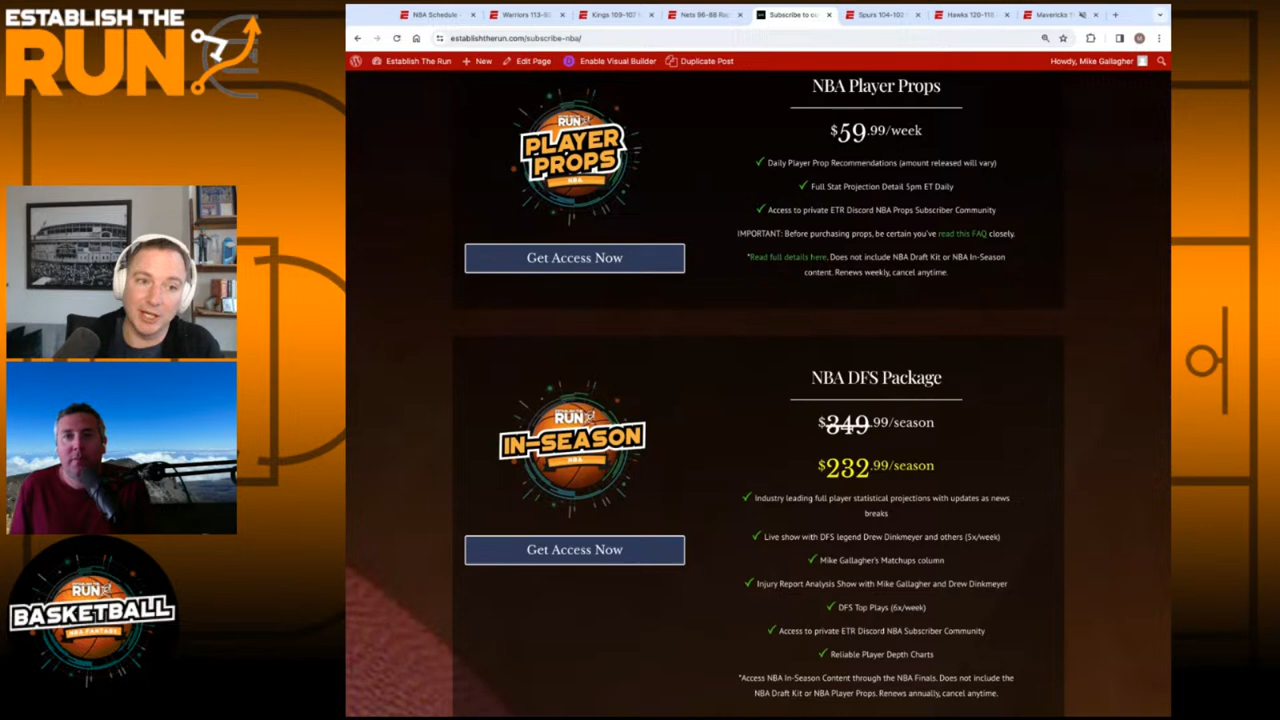 ESTABLISH THE
RUN
NBA Schedule -
Warriors 113-9
Kings 109-107
Nets 96-88 Rap
Subscribe to ou
Spurs 104-102
Hawks 120-118
Mavericks
establishtherun.com/subscribe-nba/
Establish The Run
New
Edit Page
Enable Visual Builder
Duplicate Post
Howdy, Mike Gallagher
RUN
PLAYER
PROPS
NBA
Get Access Now
NBA Player Props
$59.99/week
✓ Daily Player Prop Recommendations (amount released will vary)
✓ Full Stat Projection Detail 5pm ET Daily
✓ Access to private ETR Discord NBA Props Subscriber Community
IMPORTANT: Before purchasing props, be certain you've read this FAQ closely.
*Read full details here. Does not include NBA Draft Kit or NBA In-Season
content. Renews weekly, cancel anytime.
RUN
IN-SEASON
NBA
Get Access Now
NBA DFS Package
$349.99/season
$232.99/season
✓ Industry leading full player statistical projections with updates as news
breaks
✓ Live show with DFS legend Drew Dinkmeyer and others (5x/week)
✓ Mike Gallagher's Matchups column
✓ Injury Report Analysis Show with Mike Gallagher and Drew Dinkmeyer
✓ DFS Top Plays (6x/week)
✓ Access to private ETR Discord NBA Subscriber Community
✓ Reliable Player Depth Charts
*Access NBA In-Season Content through the NBA Finals. Does not include the
NBA Draft Kit or NBA Player Props. Renews annually, cancel anytime.
RUN
BASKETBALL
NBA FANTASY